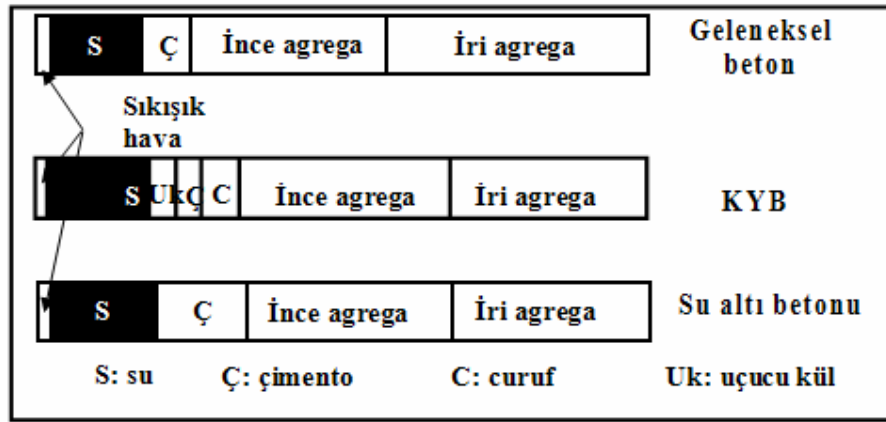 S Ç İnce agrega İri agrega Geleneksel
beton
Sıkışık
hava
S Uk Ç C İnce agrega İri agrega KYB
S Ç İnce agrega İri agrega Su altı betonu
S: su Ç: çimento C: curuf Uk: uçucu kül